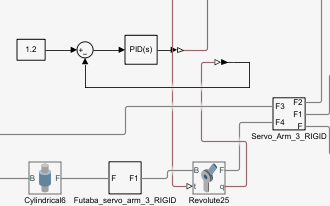 1.2
PID(s)
F3
F2
F1
F4
F
Servo_Arm_3_RIGID
B
F
F1
B
F
t
q
Cylindrical6
Futaba_servo_arm_3_RIGID
Revolute25